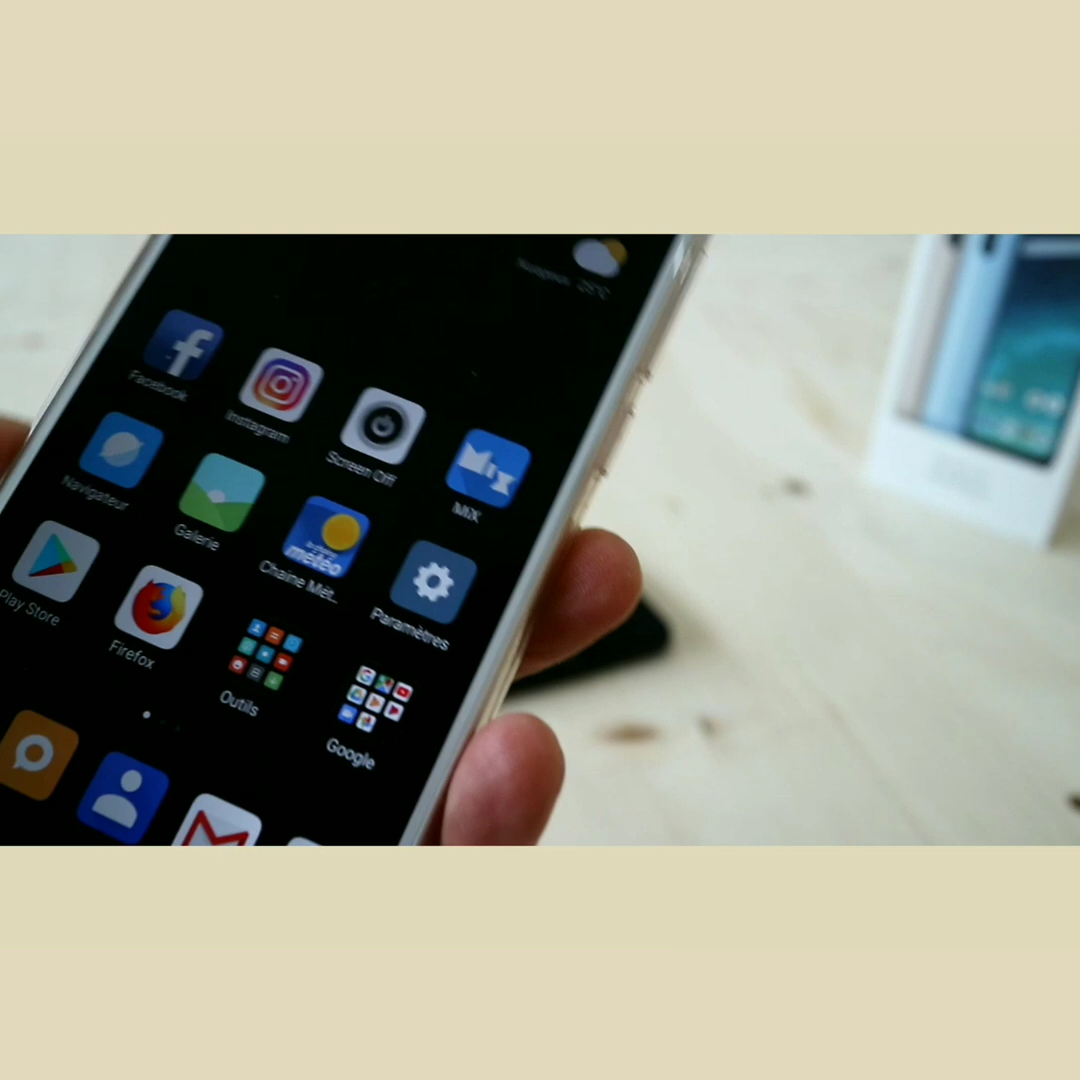 Facebook
Instagram
Screen Off
MiX
Navigateur
Galerie
météo
Chaîne Mét...
Paramètres
Play Store
Firefox
Outils
Google